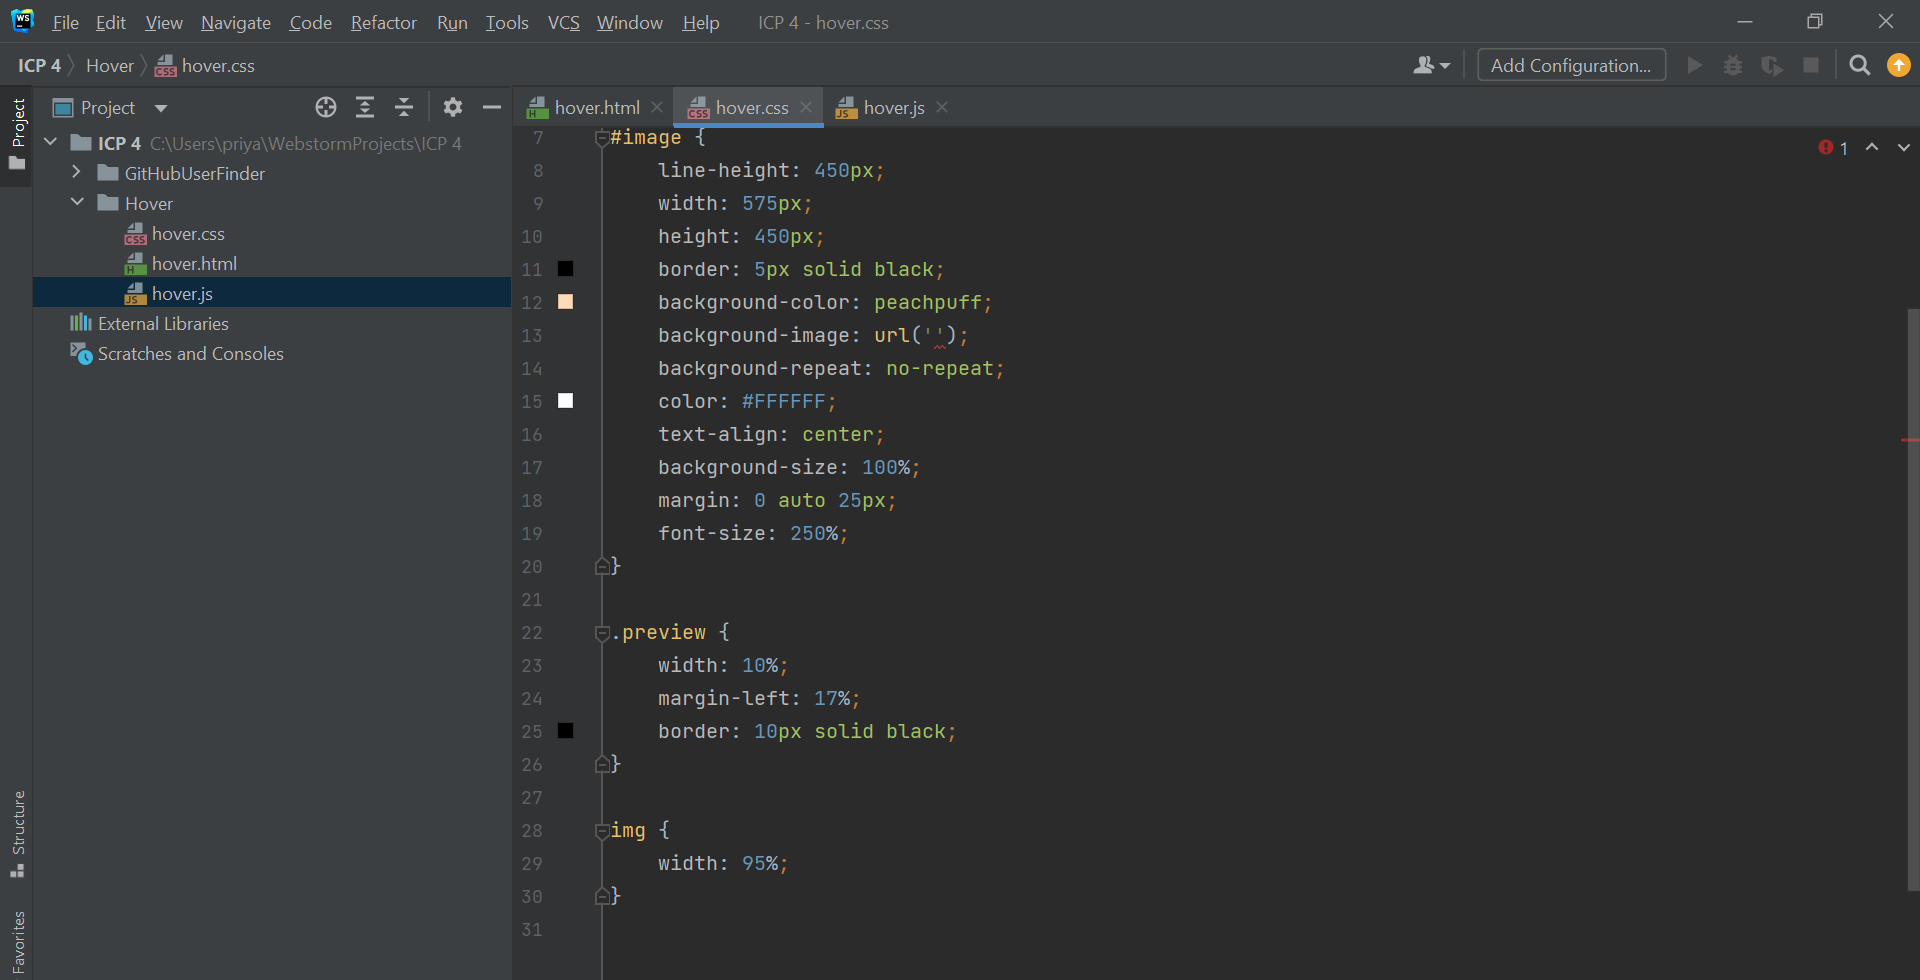 WS File Edit View Navigate Code Refactor Run Tools VCS Window Help ICP 4 - hover.css
ICP 4 Hover CSS hover.css Add Configuration...
Project
Project
H hover.html CSS hover.css JS hover.js
ICP 4 C:\Users\priya\WebstormProjects\ICP 4
GitHubUserFinder
Hover
CSS hover.css
H hover.html
JS hover.js
External Libraries
Scratches and Consoles
1
7 #image {
8 line-height: 450px;
9 width: 575px;
10 height: 450px;
11 border: 5px solid black;
12 background-color: peachpuff;
13 background-image: url('');
14 background-repeat: no-repeat;
15 color: #FFFFFF;
16 text-align: center;
17 background-size: 100%;
18 margin: 0 auto 25px;
19 font-size: 250%;
20 }
21
22 .preview {
23 width: 10%;
24 margin-left: 17%;
25 border: 10px solid black;
26 }
27
28 img {
29 width: 95%;
30 }
31
Structure
Favorites